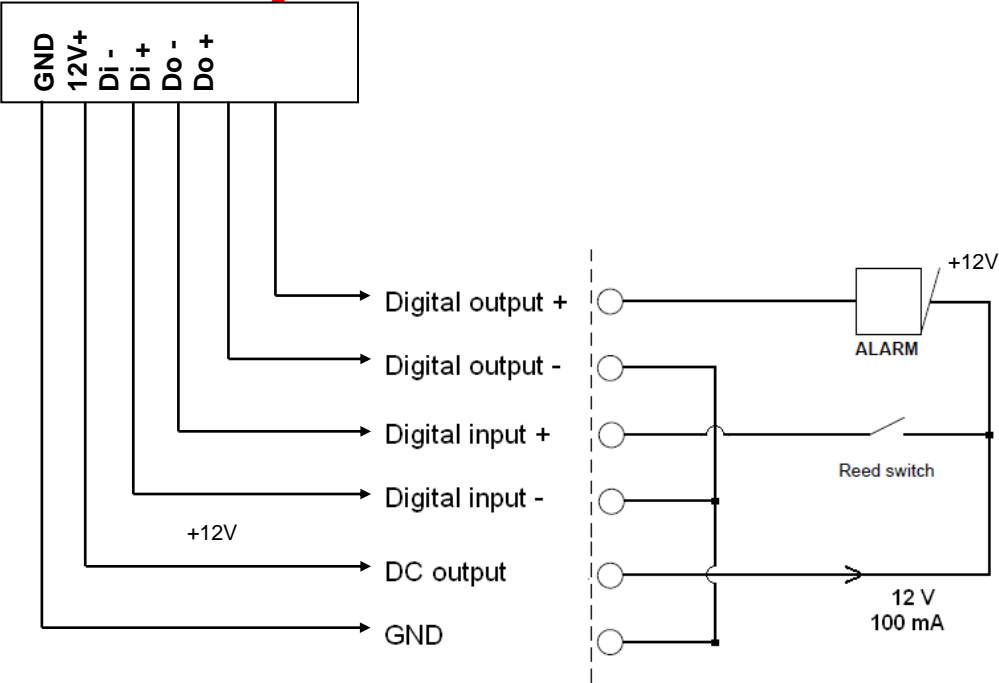 GND
12V+
Di -
Di +
Do -
Do +
+12V
Digital output +
ALARM
Digital output -
Digital input +
Reed switch
Digital input -
+12V
DC output
12 V
100 mA
GND